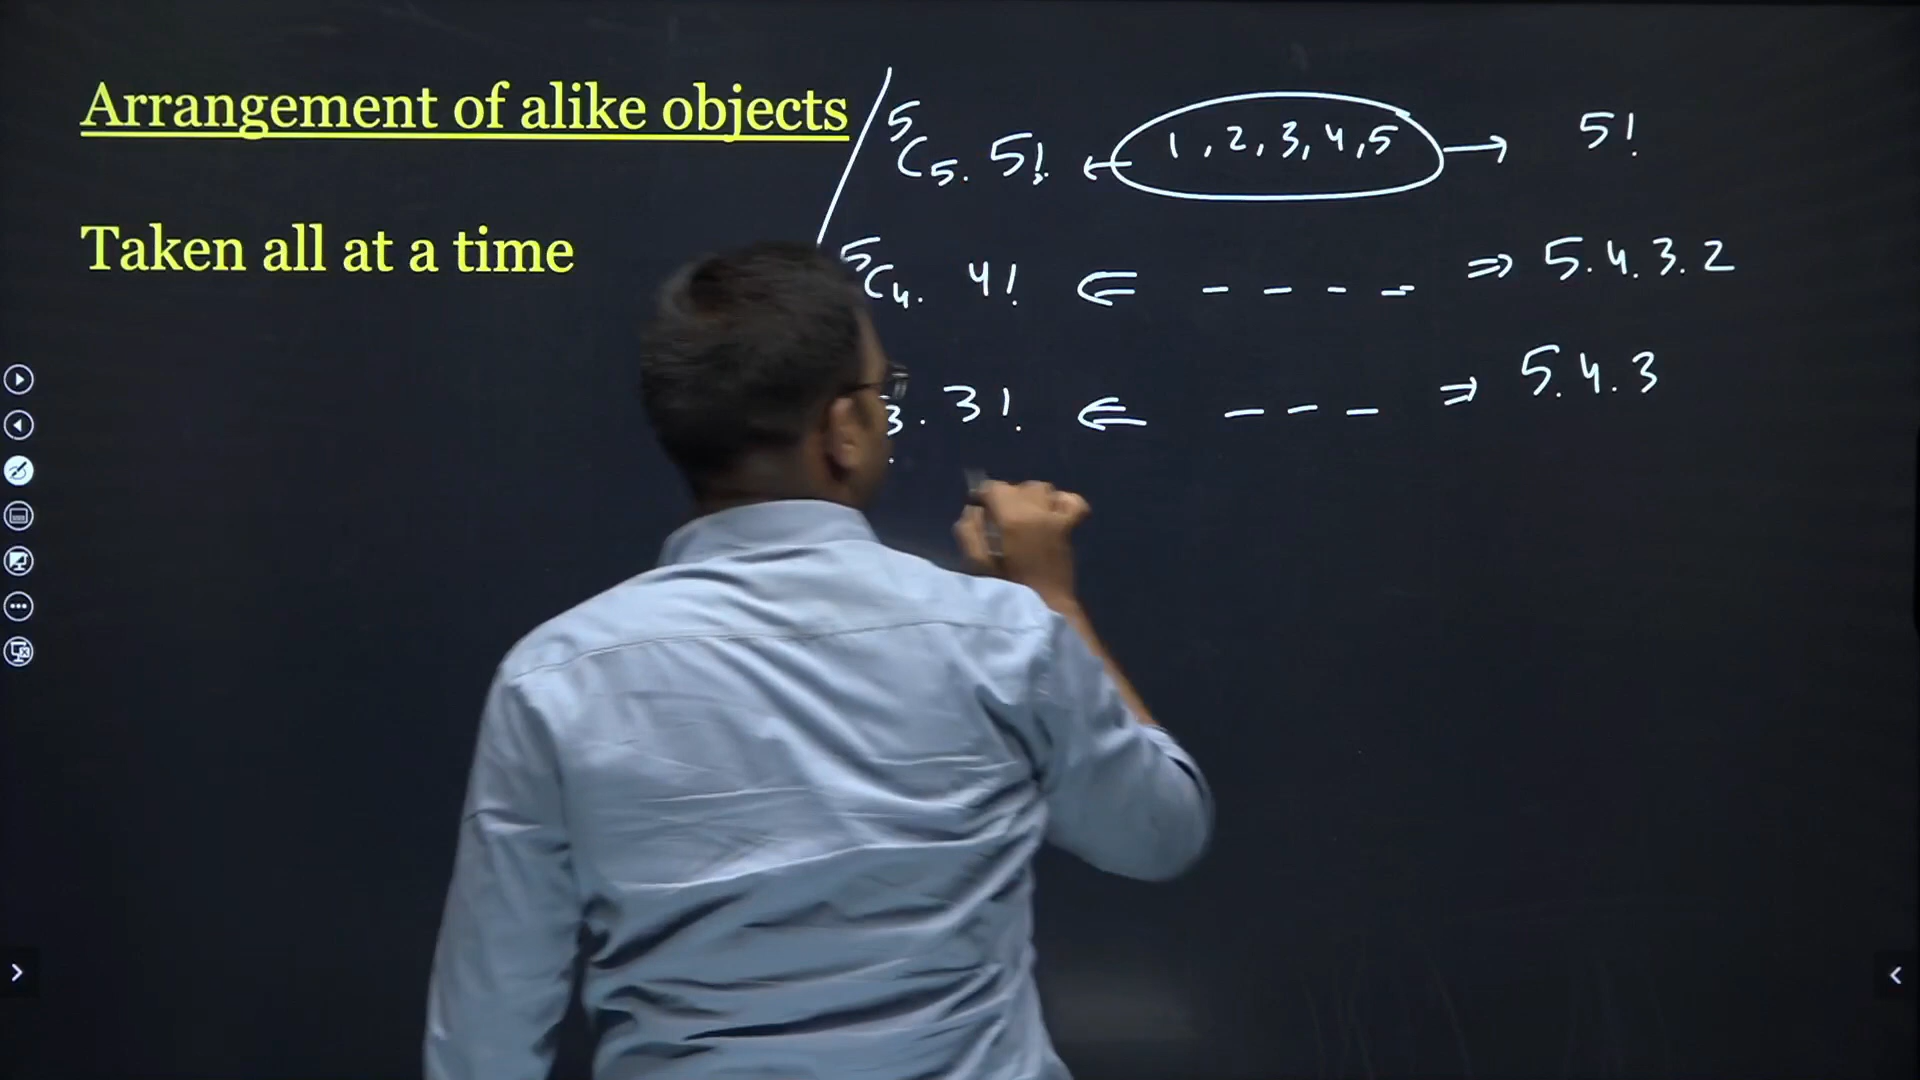 Arrangement of alike objects
⁵C₅. 5! ← 1, 2, 3, 4, 5 → 5!
Taken all at a time
⁵C₄. 4! ⇐ _ _ _ _ ⇒ 5.4.3.2
3. 3! ⇐ _ _ _ ⇒ 5.4.3